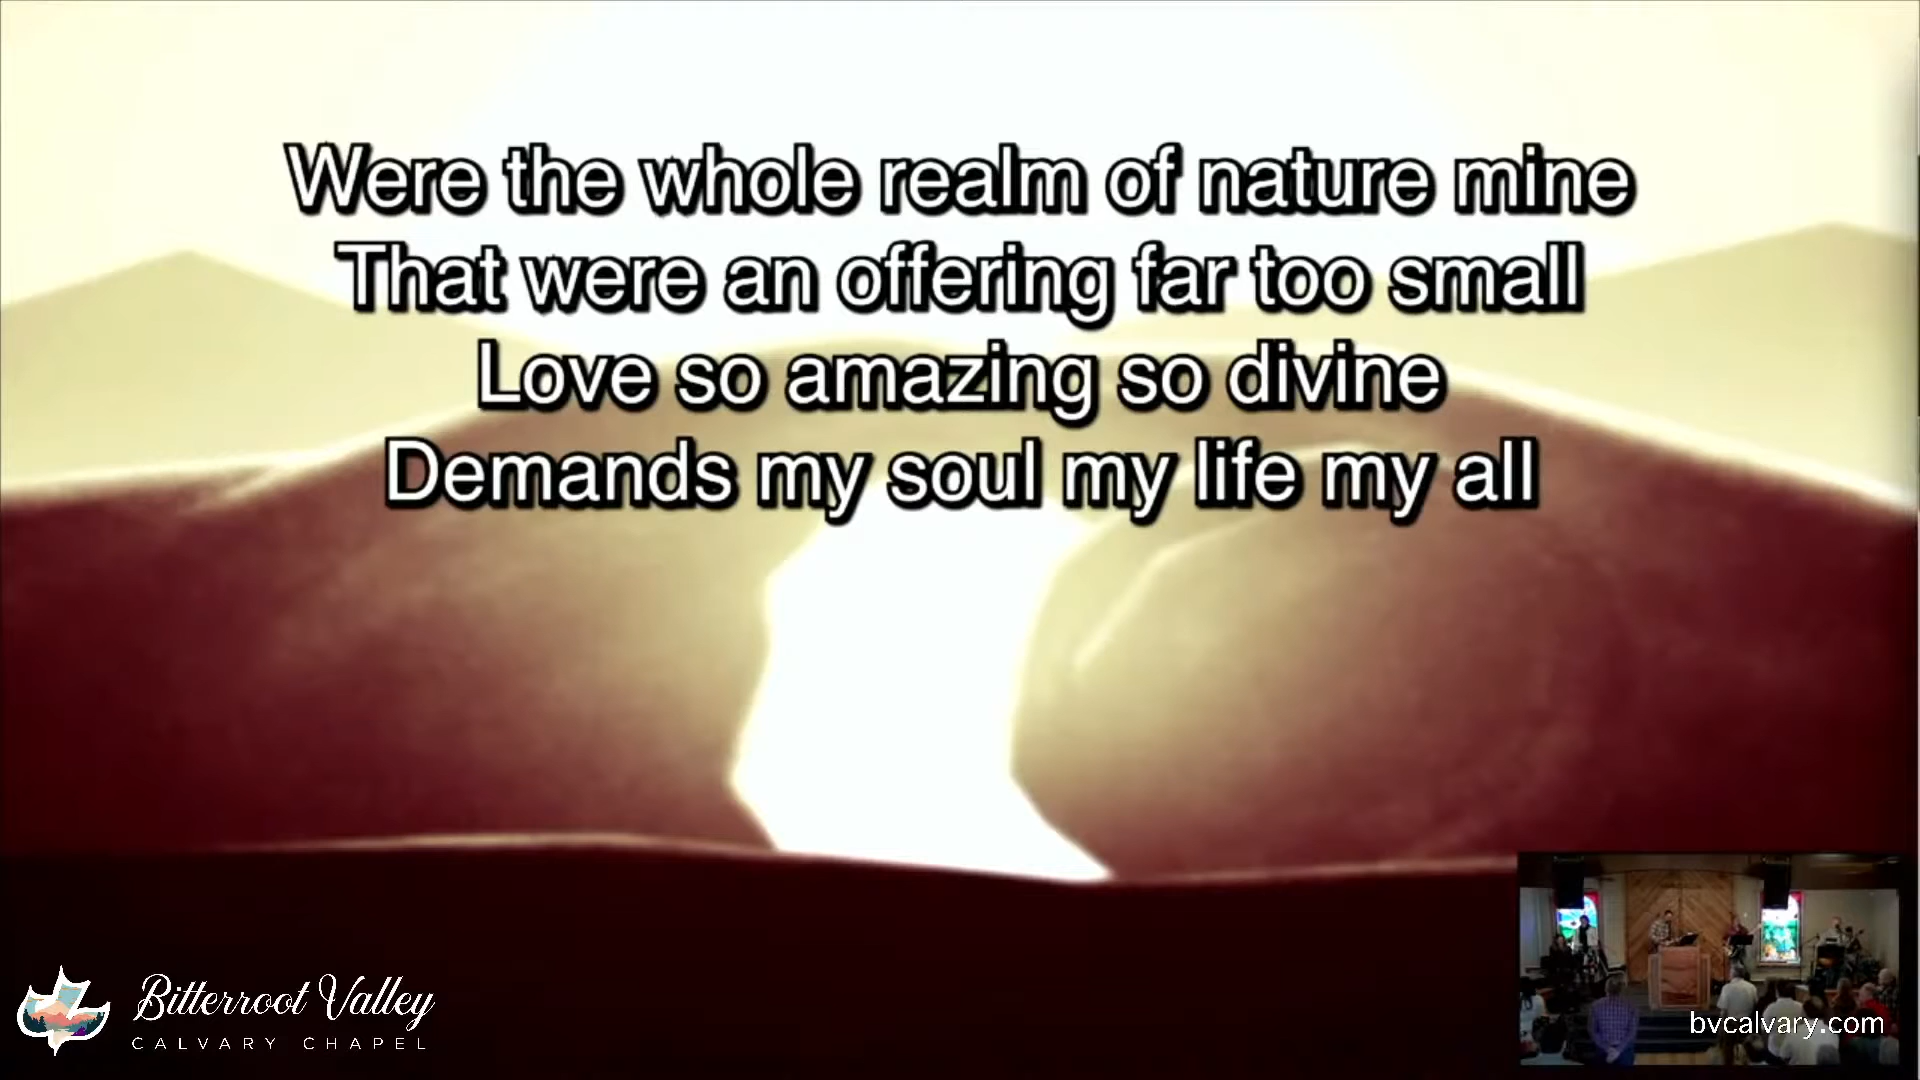 Were the whole realm of nature mine
That were an offering far too small
Love so amazing so divine
Demands my soul my life my all
Bitterroot Valley
CALVARY CHAPEL
bvcalvary.com